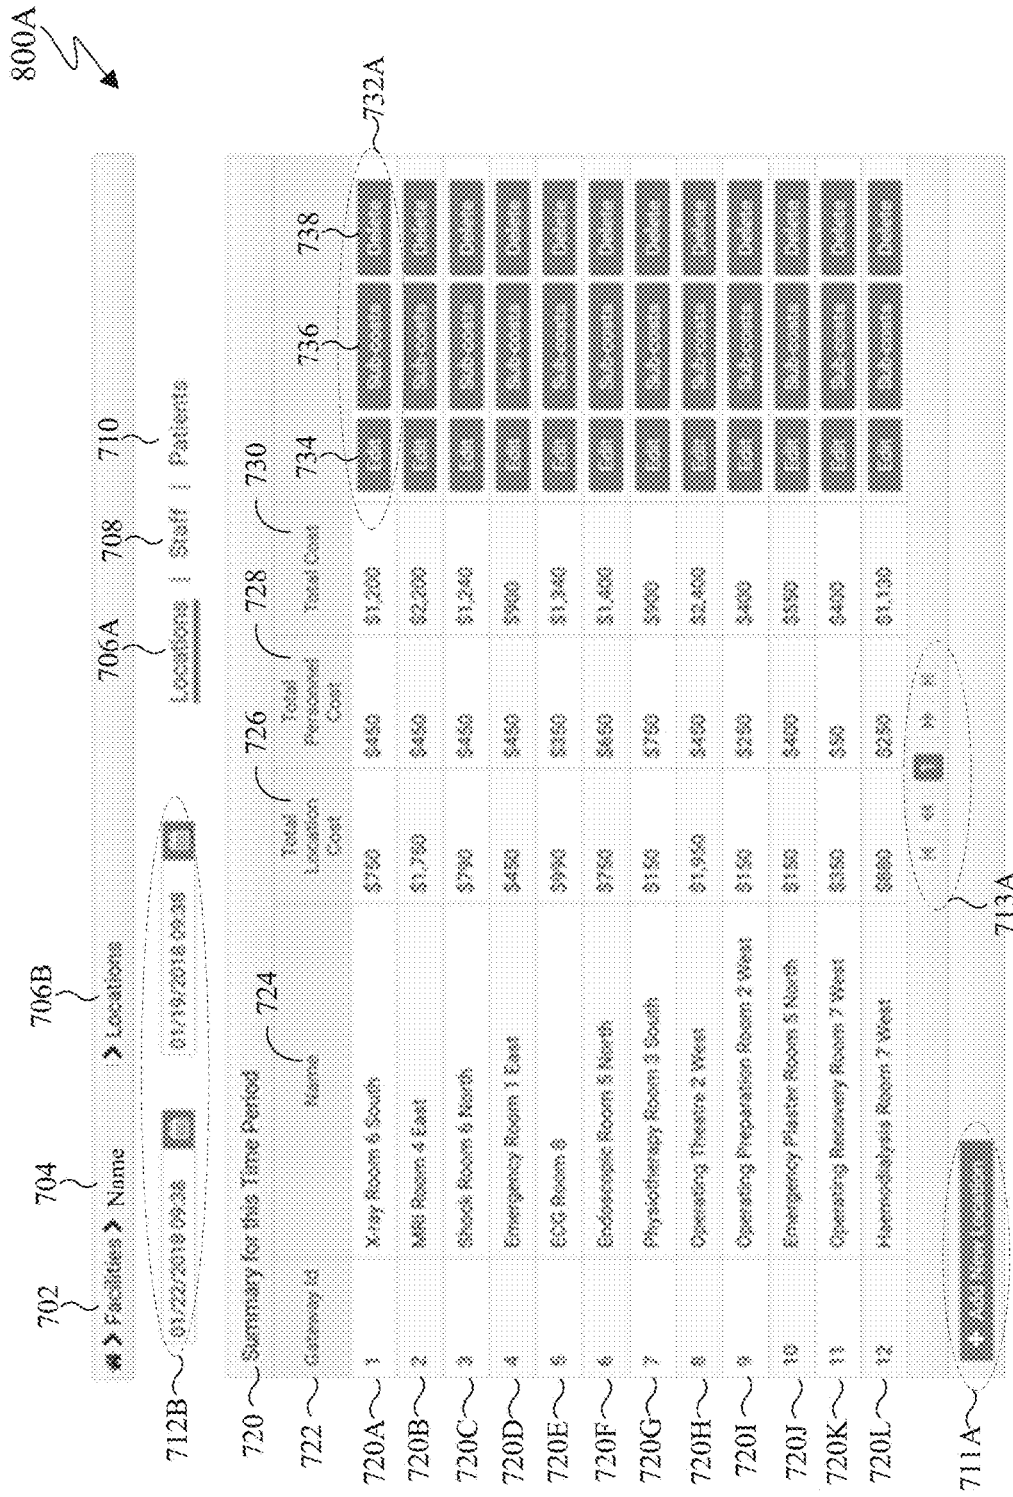 800A
702
704
706B
706A
708
710
Facilities Name Locations
01/22/2018 09:38 01/19/2018 09:38
Locations | Staff | Patients
712B
720
Summary for this Time Period
722
724
726
728
730
734
736
738
732A
Gateway Id Name Total Location Cost Total Personnel Cost Total Cost
720A 1 X-ray Room 6 South $750 $450 $1,200
720B 2 MRI Room 4 East $1,750 $450 $2,200
720C 3 Shock Room 6 North $790 $450 $1,240
720D 4 Emergency Room 1 East $450 $450 $900
720E 5 ECG Room 8 $990 $350 $1,340
720F 6 Endoscopic Room 5 North $750 $650 $1,400
720G 7 Physiotherapy Room 3 South $150 $750 $900
720H 8 Operating Theatre 2 West $1,950 $450 $2,400
720I 9 Operating Preparation Room 2 West $150 $250 $400
720J 10 Emergency Plaster Room 5 North $150 $400 $550
720K 11 Operating Recovery Room 7 West $350 $50 $400
720L 12 Haemodialysis Room 7 West $250 $1,130
711A
713A